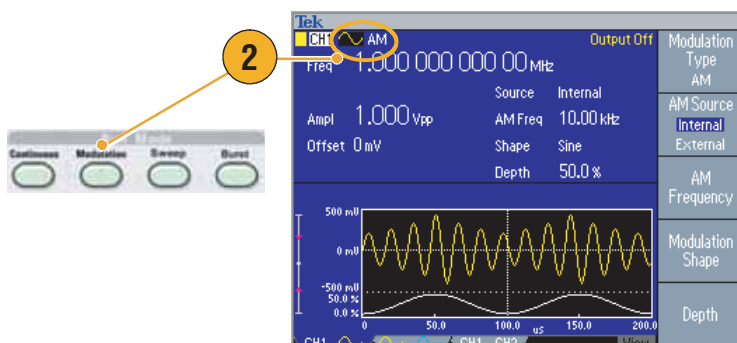 2
Continuous Modulation Sweep Burst
Tek
CH1 AM Output Off
Freq 1.000 000 000 00 MHz
Source Internal
Ampl 1.000 Vpp AM Freq 10.00 kHz
Offset 0 mV Shape Sine
Depth 50.0 %
500 mV
0 mV
-500 mV
50.0 %
0.0 %
0 50.0 100.0 us 150.0 200.0
CH1 CH1 CH2 View
Modulation
Type
AM
AM Source
Internal
External
AM
Frequency
Modulation
Shape
Depth